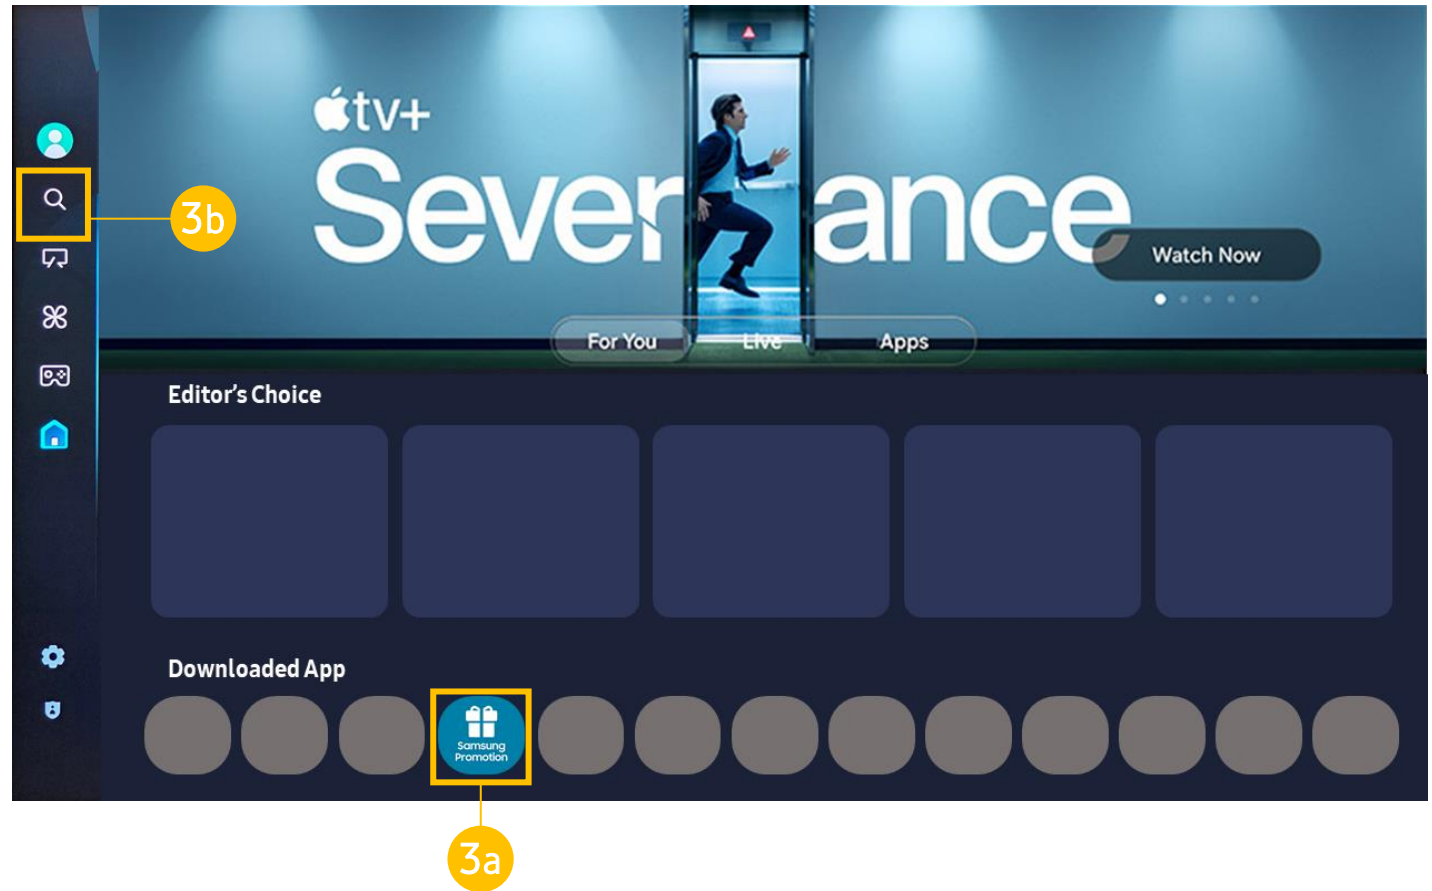 tv+
Severance
3b
Watch Now
For You
Live
Apps
Editor's Choice
Downloaded App
Samsung
Promotion
3a